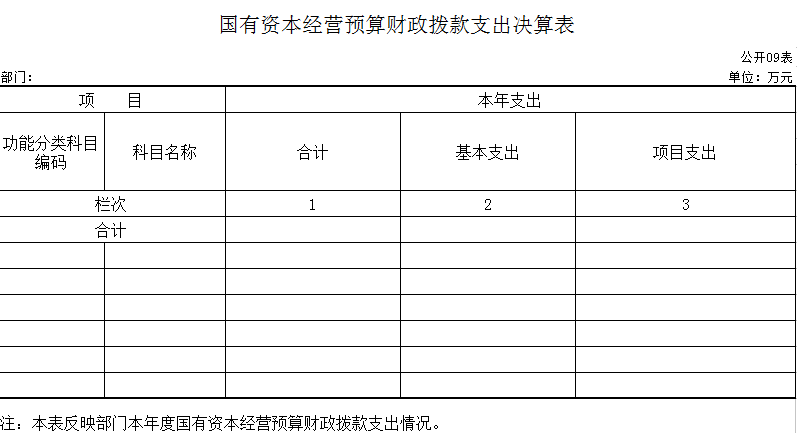 国有资本经营预算财政拨款支出决算表
公开09表
部门： 单位：万元
项 目 本年支出
功能分类科目
编码 科目名称 合计 基本支出 项目支出
栏次 1 2 3
合计
注：本表反映部门本年度国有资本经营预算财政拨款支出情况。